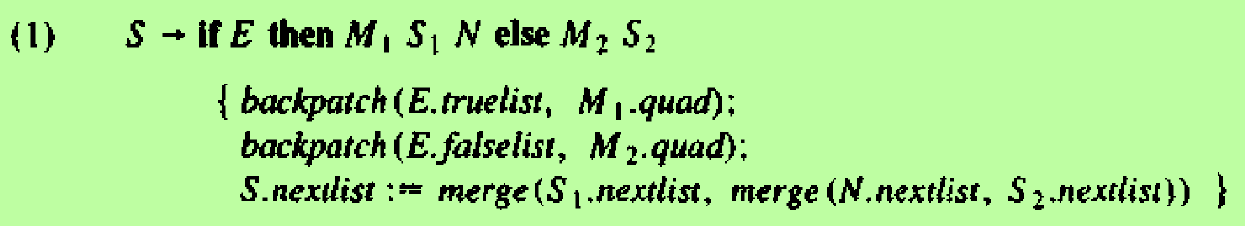 (1) S → if E then M₁ S₁ N else M₂ S₂
{ backpatch(E.truelist, M₁.quad);
backpatch(E.falselist, M₂.quad);
S.nextlist := merge(S₁.nextlist, merge(N.nextlist, S₂.nextlist)) }